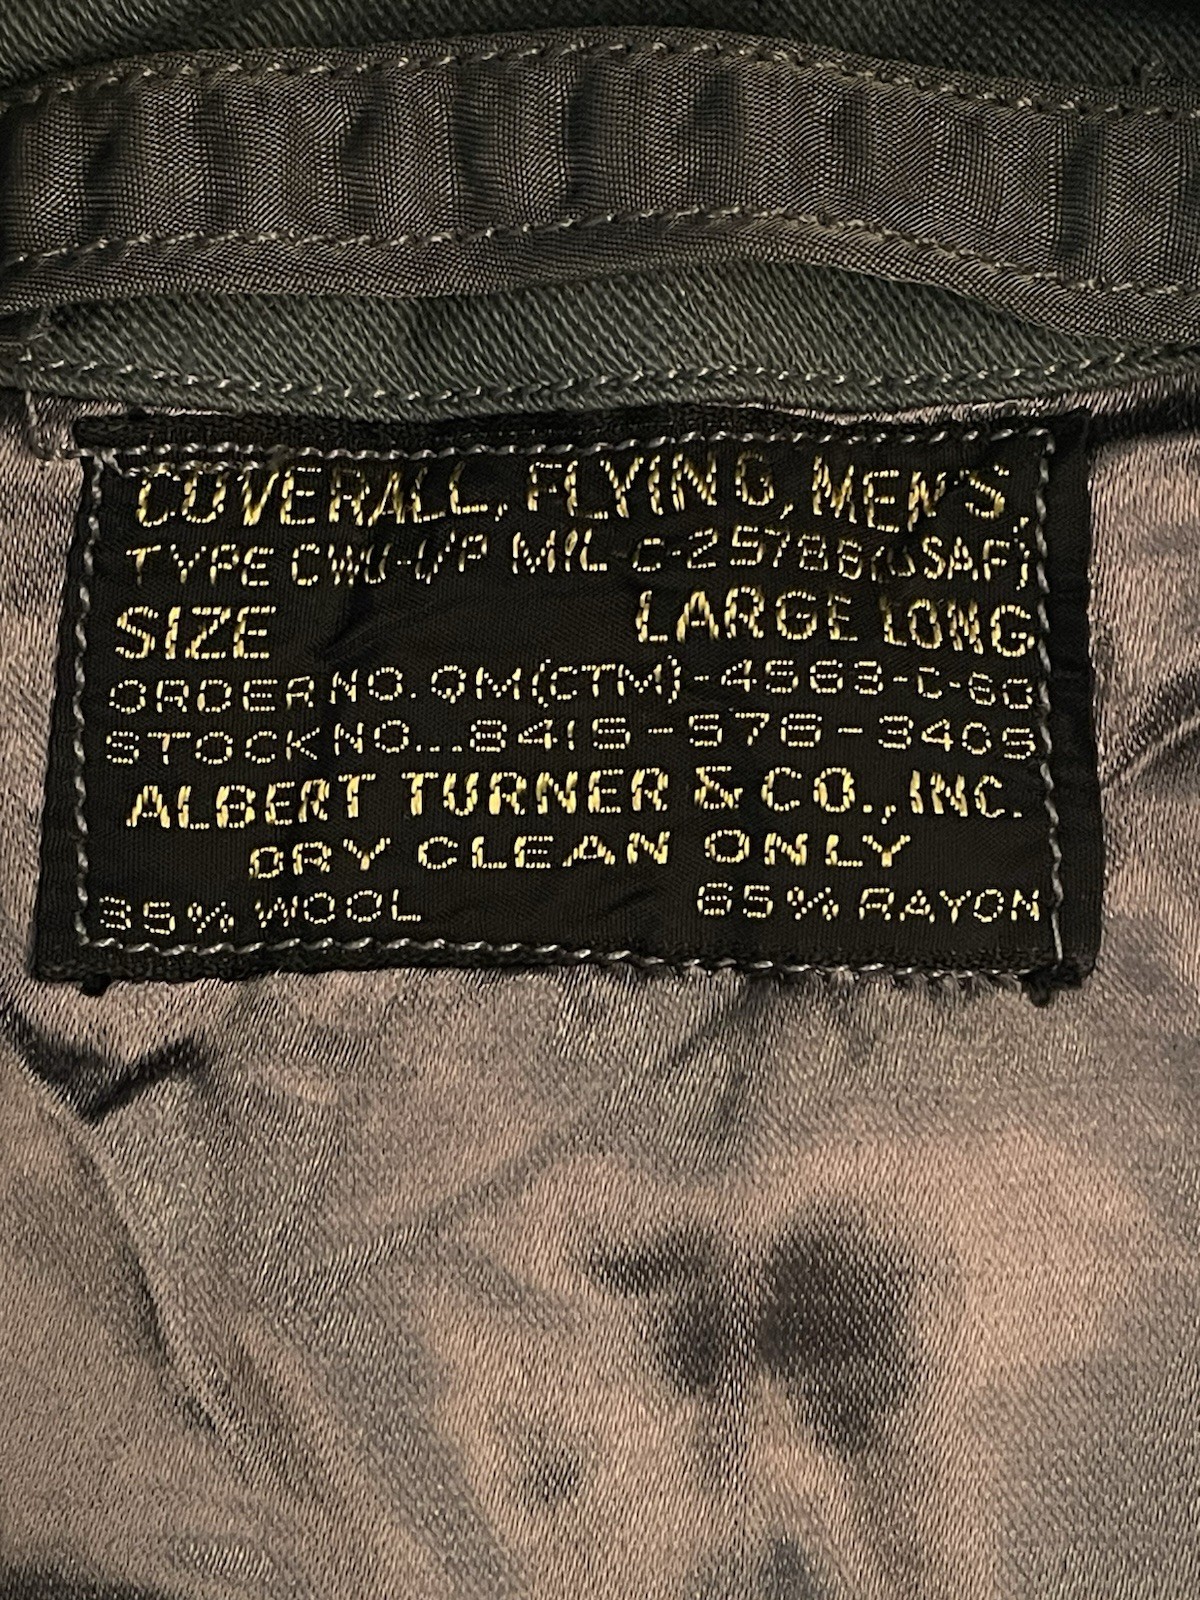 COVERALL, FLYING, MEN'S,
TYPE CWU-1/P MIL-C-25788(USAF)
SIZE LARGE LONG
ORDER NO. QM(CTM)-4563-C-60
STOCK NO...8415-576-3405
ALBERT TURNER & CO., INC.
DRY CLEAN ONLY
35% WOOL 65% RAYON